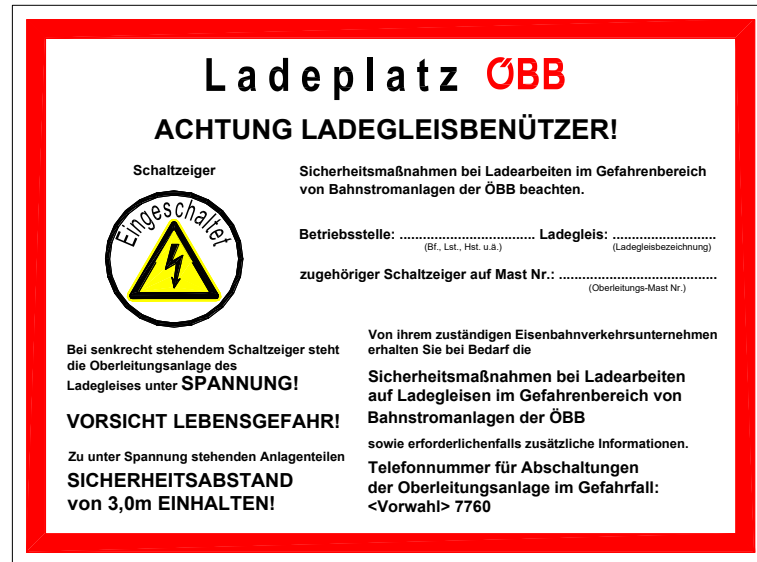 Ladeplatz ÖBB
ACHTUNG LADEGLEISBENÜTZER!
Schaltzeiger
Eingeschaltet
Sicherheitsmaßnahmen bei Ladearbeiten im Gefahrenbereich
von Bahnstromanlagen der ÖBB beachten.
Betriebsstelle: ................................... Ladegleis: ...........................
(Bf., Lst., Hst. u.ä.) (Ladegleisbezeichnung)
zugehöriger Schaltzeiger auf Mast Nr.: .........................................
(Oberleitungs-Mast Nr.)
Bei senkrecht stehendem Schaltzeiger steht
die Oberleitungsanlage des
Ladegleises unter SPANNUNG!
VORSICHT LEBENSGEFAHR!
Zu unter Spannung stehenden Anlagenteilen
SICHERHEITSABSTAND
von 3,0m EINHALTEN!
Von ihrem zuständigen Eisenbahnverkehrsunternehmen
erhalten Sie bei Bedarf die
Sicherheitsmaßnahmen bei Ladearbeiten
auf Ladegleisen im Gefahrenbereich von
Bahnstromanlagen der ÖBB
sowie erforderlichenfalls zusätzliche Informationen.
Telefonnummer für Abschaltungen
der Oberleitungsanlage im Gefahrfall:
<Vorwahl> 7760